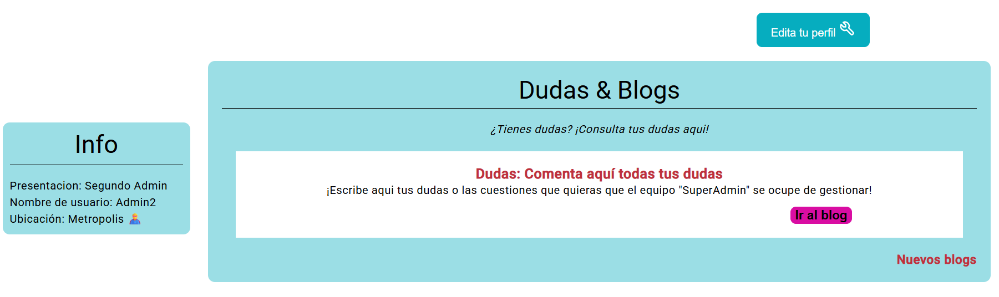 Edita tu perfil
Info
Presentacion: Segundo Admin
Nombre de usuario: Admin2
Ubicación: Metropolis
Dudas & Blogs
¿Tienes dudas? ¡Consulta tus dudas aqui!
Dudas: Comenta aquí todas tus dudas
¡Escribe aqui tus dudas o las cuestiones que quieras que el equipo "SuperAdmin" se ocupe de gestionar!
Ir al blog
Nuevos blogs